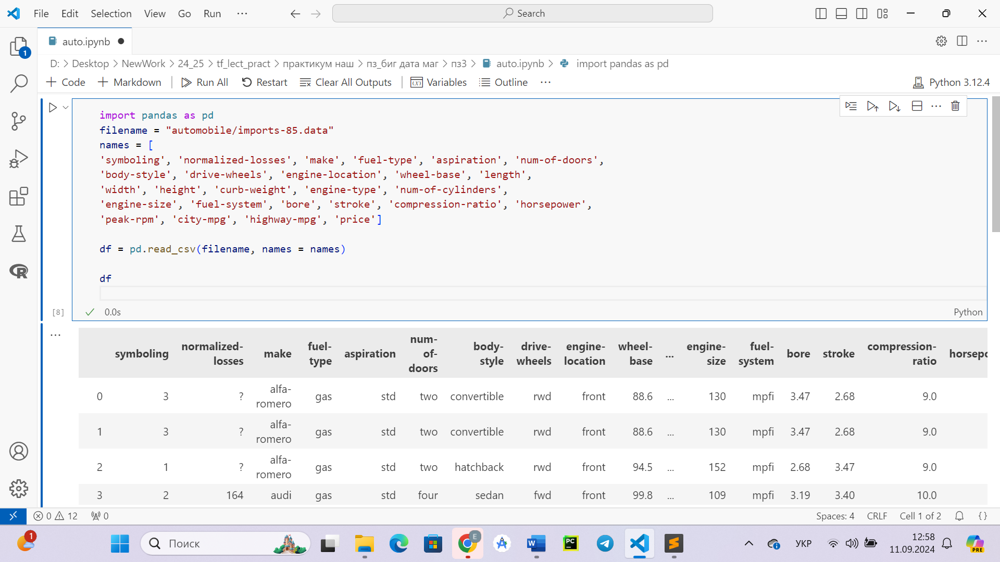 File Edit Selection View Go Run ··· Search
auto.ipynb
1
D: > Desktop > NewWork > 24_25 > tf_lect_pract > практикум наш > пз_биг дата маг > пз3 > auto.ipynb > import pandas as pd
+ Code + Markdown Run All Restart Clear All Outputs Variables Outline ··· Python 3.12.4
import pandas as pd
filename = "automobile/imports-85.data"
names = [
'symboling', 'normalized-losses', 'make', 'fuel-type', 'aspiration', 'num-of-doors',
'body-style', 'drive-wheels', 'engine-location', 'wheel-base', 'length',
'width', 'height', 'curb-weight', 'engine-type', 'num-of-cylinders',
'engine-size', 'fuel-system', 'bore', 'stroke', 'compression-ratio', 'horsepower',
'peak-rpm', 'city-mpg', 'highway-mpg', 'price']
df = pd.read_csv(filename, names = names)
df
[8] 0.0s Python
symboling normalized-losses make fuel-type aspiration num-of-doors body-style drive-wheels engine-location wheel-base ... engine-size fuel-system bore stroke compression-ratio horsepo
0 3 ? alfa-romero gas std two convertible rwd front 88.6 ... 130 mpfi 3.47 2.68 9.0
1 3 ? alfa-romero gas std two convertible rwd front 88.6 ... 130 mpfi 3.47 2.68 9.0
2 1 ? alfa-romero gas std two hatchback rwd front 94.5 ... 152 mpfi 2.68 3.47 9.0
3 2 164 audi gas std four sedan fwd front 99.8 ... 109 mpfi 3.19 3.40 10.0
0 12 0 Spaces: 4 CRLF Cell 1 of 2 {}
1 Поиск E W PC УКР 12:58 PRE
11.09.2024